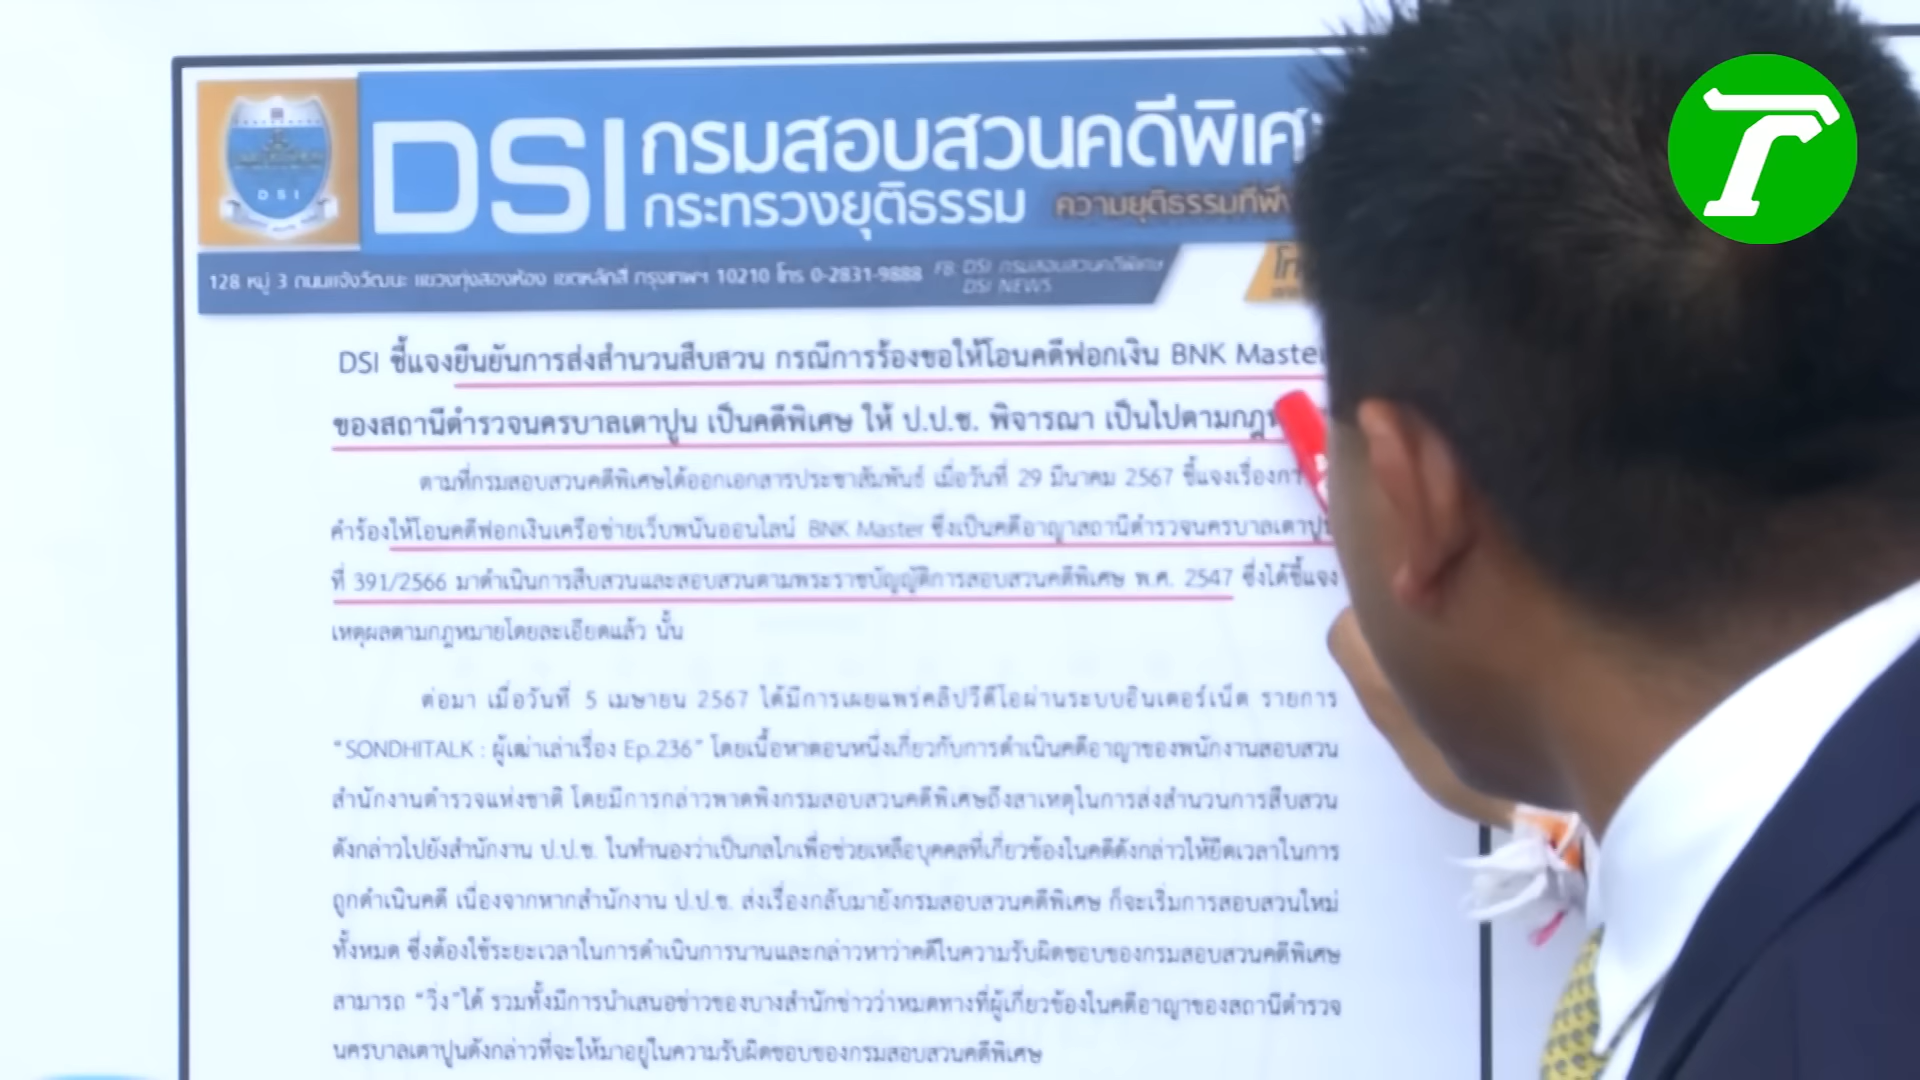 DSI
DSI กรมสอบสวนคดีพิเศ
กระทรวงยุติธรรม ความยุติธรรมที่
128 หมู่ 3 ถนนแจ้งวัฒนะ แขวงทุ่งสองห้อง เขตหลักสี่ กรุงเทพฯ 10210 โทร 0-2831-9888 FB: DSI กรมสอบสวนคดีพิเศษ
DSI NEWS
DSI ชี้แจงยืนยันการส่งสำนวนสืบสวน กรณีการร้องขอให้โอนคดีฟอกเงิน BNK Master
ของสถานีตำรวจนครบาลเตาปูน เป็นคดีพิเศษ ให้ ป.ป.ช. พิจารณา เป็นไปตามกฎ
ตามที่กรมสอบสวนคดีพิเศษได้ออกเอกสารประชาสัมพันธ์ เมื่อวันที่ 29 มีนาคม 2567 ชี้แจงเรื่อง
คำร้องให้โอนคดีฟอกเงินเครือข่ายเว็บพนันออนไลน์ BNK Master ซึ่งเป็นคดีอาญาสถานีตำรวจนครบาลเตาปูน
ที่ 391/2566 มาดำเนินการสืบสวนและสอบสวนตามพระราชบัญญัติการสอบสวนคดีพิเศษ พ.ศ. 2547 ซึ่งได้ชี้แจง
เหตุผลตามกฎหมายโดยละเอียดแล้ว นั้น
ต่อมา เมื่อวันที่ 5 เมษายน 2567 ได้มีการเผยแพร่คลิปวีดีโอผ่านระบบอินเตอร์เน็ต รายการ
"SONDHITALK : ผู้เฒ่าเล่าเรื่อง Ep.236" โดยเนื้อหาตอนหนึ่งเกี่ยวกับการดำเนินคดีอาญาของพนักงานสอบสวน
สำนักงานตำรวจแห่งชาติ โดยมีการกล่าวพาดพิงกรมสอบสวนคดีพิเศษถึงสาเหตุในการส่งสำนวนการสืบสวน
ดังกล่าวไปยังสำนักงาน ป.ป.ช. ในทำนองว่าเป็นกลไกเพื่อช่วยเหลือบุคคลที่เกี่ยวข้องในคดีดังกล่าวให้ยืดเวลาในการ
ถูกดำเนินคดี เนื่องจากหากสำนักงาน ป.ป.ช. ส่งเรื่องกลับมายังกรมสอบสวนคดีพิเศษ ก็จะเริ่มการสอบสวนใหม่
ทั้งหมด ซึ่งต้องใช้ระยะเวลาในการดำเนินการนานและกล่าวหาว่าคดีในความรับผิดชอบของกรมสอบสวนคดีพิเศษ
สามารถ "วิ่ง"ได้ รวมทั้งมีการนำเสนอข่าวของบางสำนักข่าวว่าหมดทางที่ผู้เกี่ยวข้องในคดีอาญาของสถานีตำรวจ
นครบาลเตาปูนดังกล่าวที่จะให้มาอยู่ในความรับผิดชอบของกรมสอบสวนคดีพิเศษ